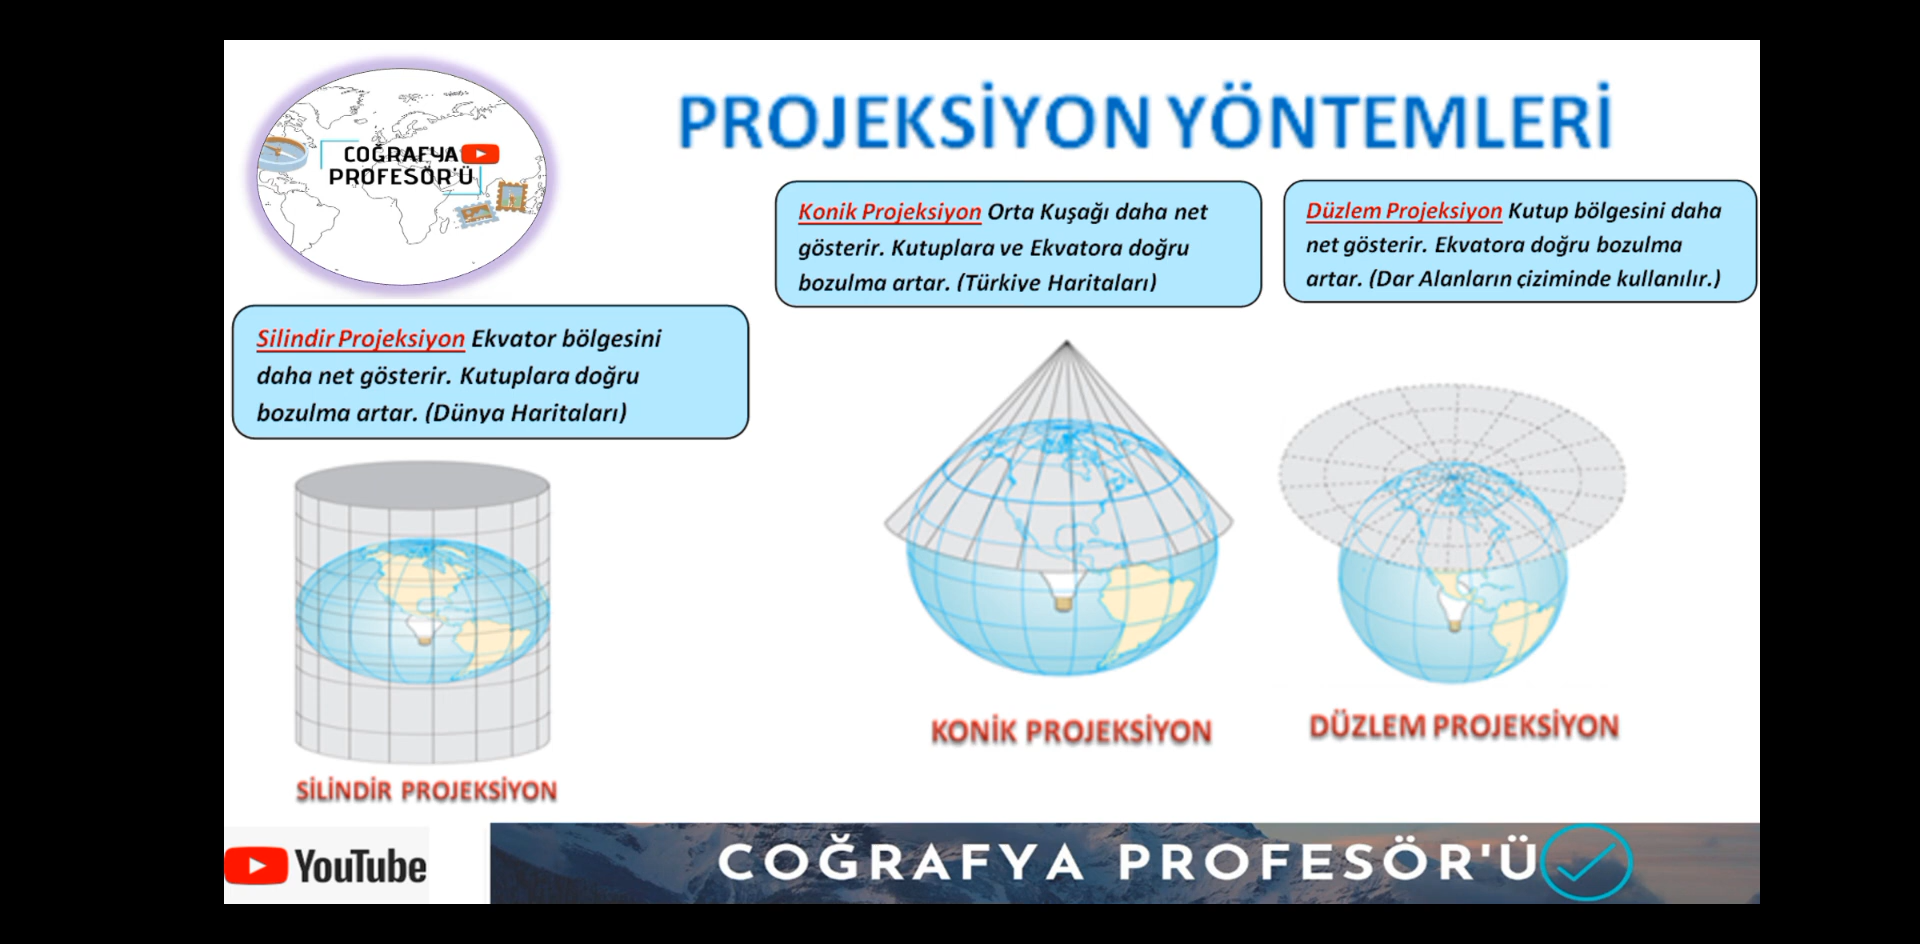 COĞRAFYA
PROFESÖR'Ü
PROJEKSİYON YÖNTEMLERİ
Silindir Projeksiyon Ekvator bölgesini
daha net gösterir. Kutuplara doğru
bozulma artar. (Dünya Haritaları)
Konik Projeksiyon Orta Kuşağı daha net
gösterir. Kutuplara ve Ekvatora doğru
bozulma artar. (Türkiye Haritaları)
Düzlem Projeksiyon Kutup bölgesini daha
net gösterir. Ekvatora doğru bozulma
artar. (Dar Alanların çiziminde kullanılır.)
SİLİNDİR PROJEKSİYON
KONİK PROJEKSİYON
DÜZLEM PROJEKSİYON
YouTube
COĞRAFYA PROFESÖR'Ü